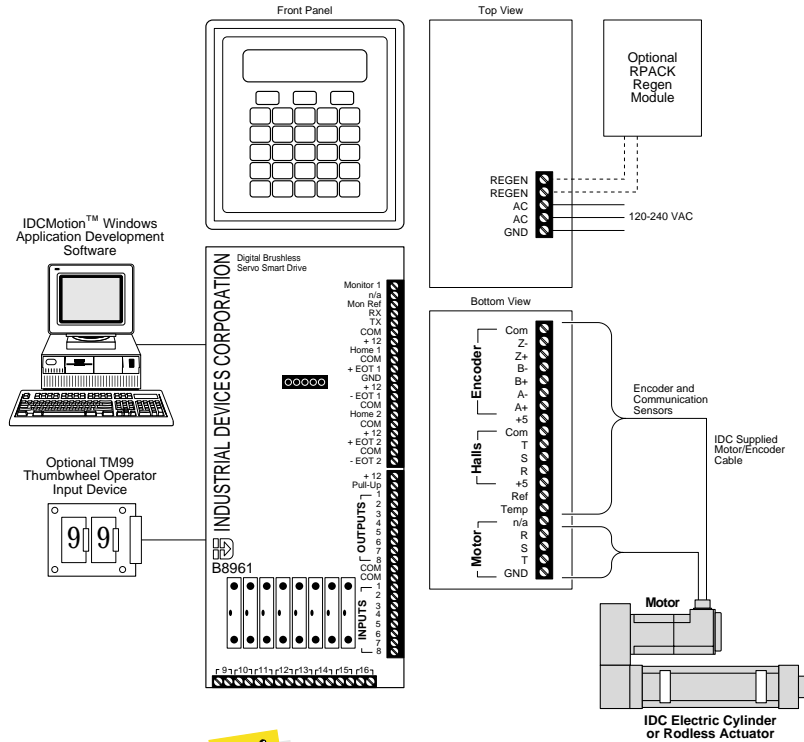 Front Panel
Top View
Optional
RPACK
Regen
Module
REGEN
REGEN
AC
AC
GND
120-240 VAC
IDCMotion™ Windows
Application Development
Software
INDUSTRIAL DEVICES CORPORATION
Digital Brushless
Servo Smart Drive
Monitor 1
n/a
Mon Ref
RX
TX
COM
+ 12
Home 1
COM
+ EOT 1
GND
+ 12
- EOT 1
COM
Home 2
COM
+ 12
+ EOT 2
COM
- EOT 2
+ 12
Pull-Up
OUTPUTS
1
2
3
4
5
6
7
8
COM
COM
INPUTS
1
2
3
4
5
6
7
8
B8961
9 10 11 12 13 14 15 16
Optional TM99
Thumbwheel Operator
Input Device
9 9
Bottom View
Encoder
Com
Z-
Z+
B-
B+
A-
A+
+5
Halls
Com
T
S
R
+5
Ref
Temp
Motor
n/a
R
S
T
GND
Encoder and
Communication
Sensors
IDC Supplied
Motor/Encoder
Cable
Motor
IDC Electric Cylinder
or Rodless Actuator